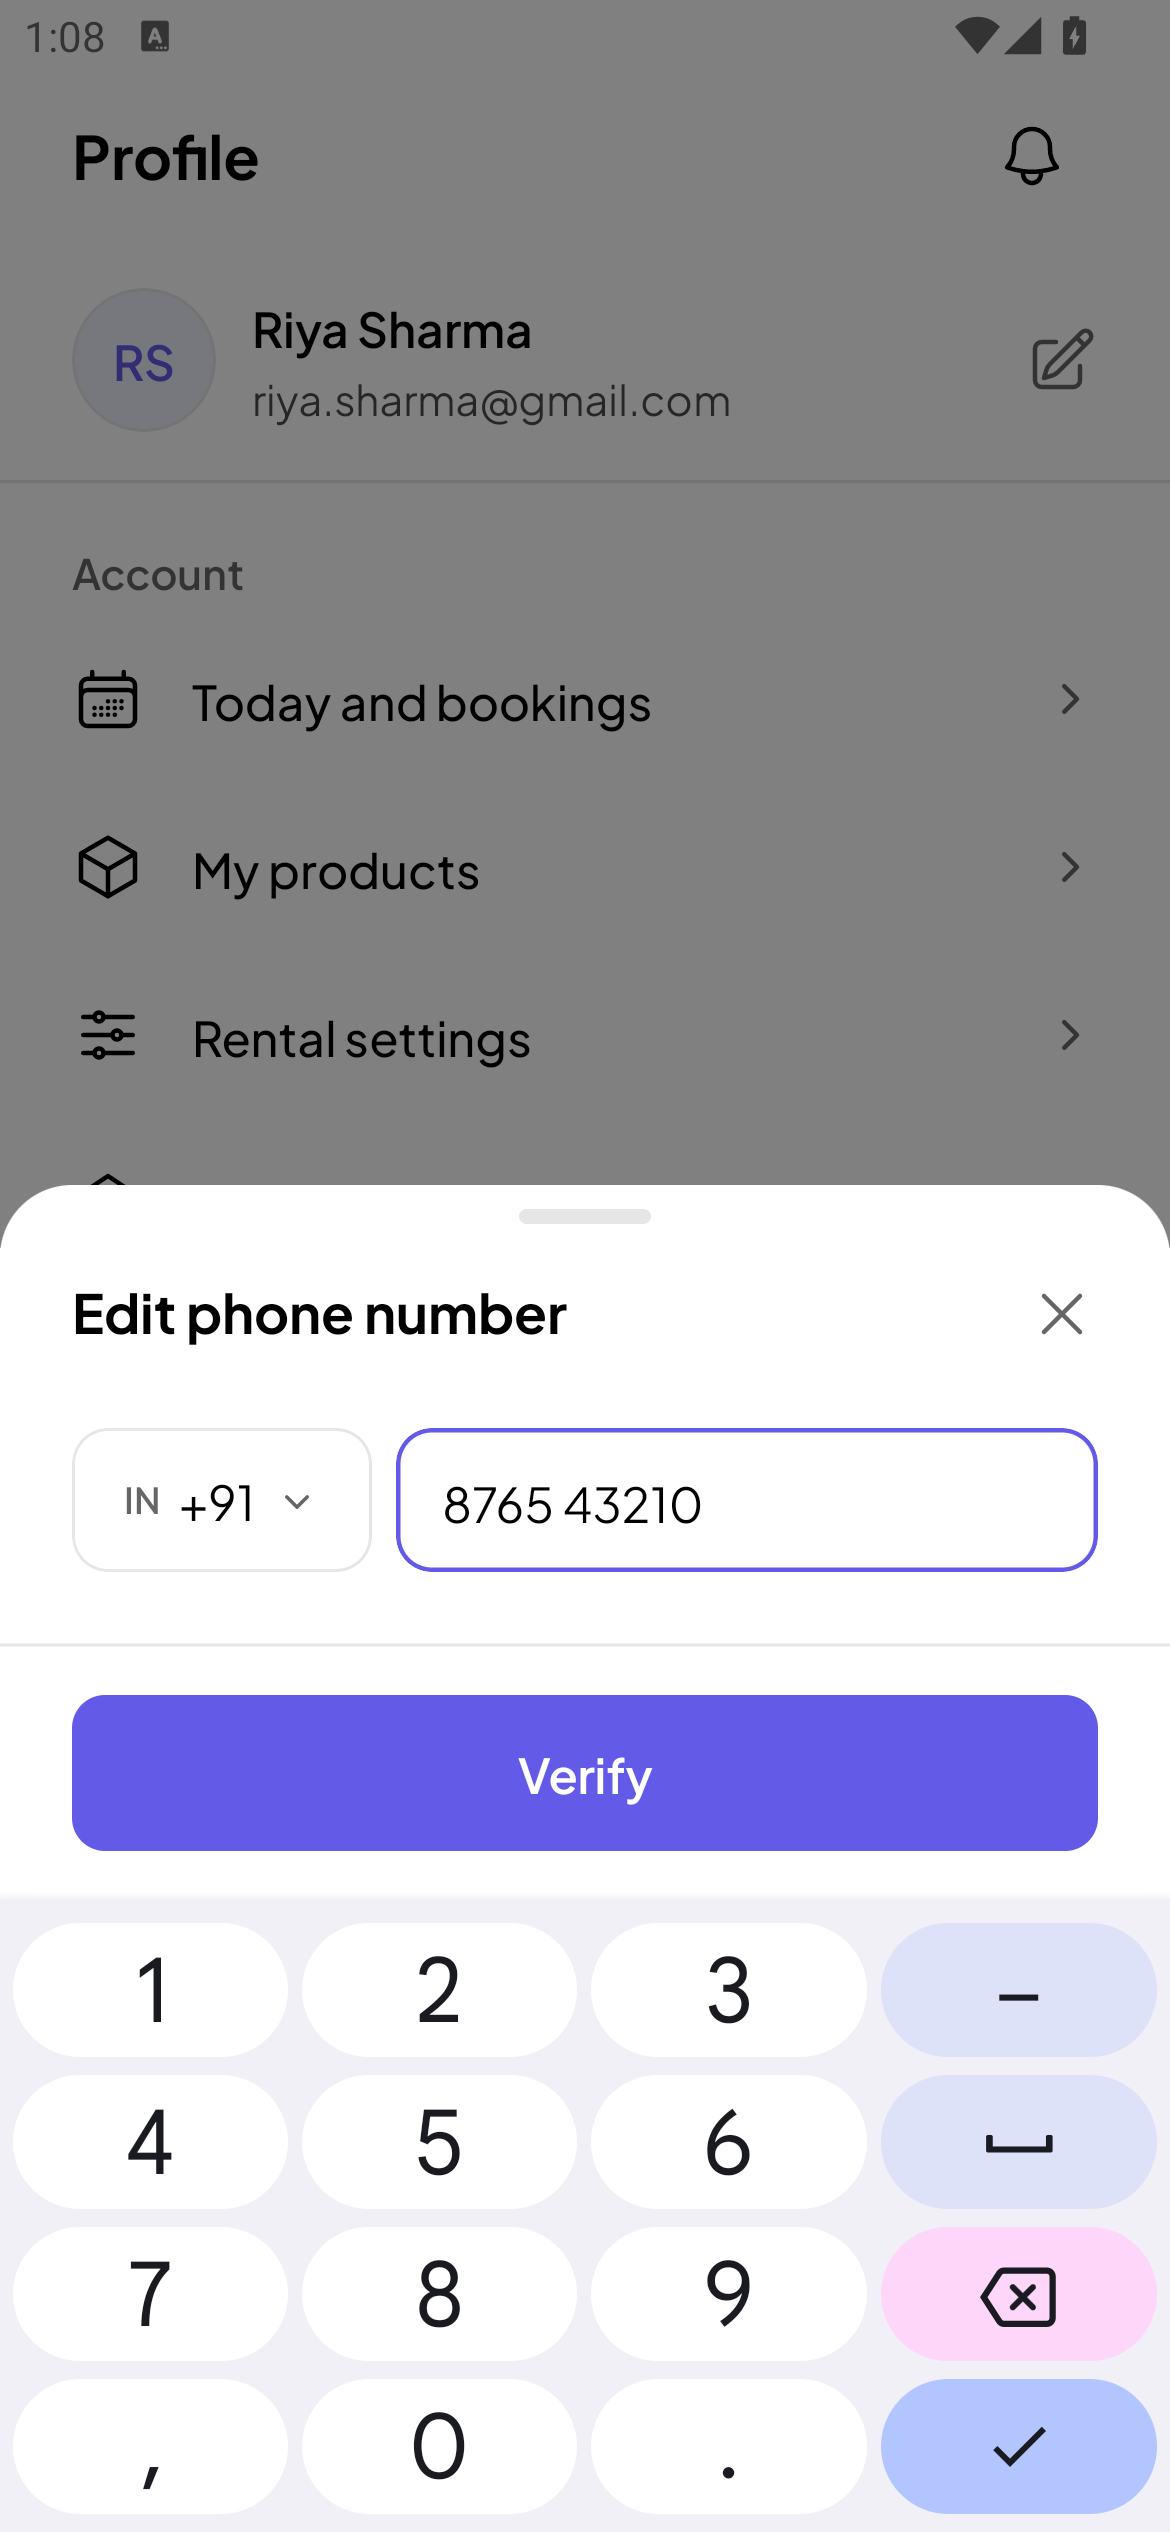 1:08
Profile
RS
Riya Sharma
riya.sharma@gmail.com
Account
Today and bookings
My products
Rental settings
Edit phone number
IN +91
8765 43210
Verify
1 2 3 –
4 5 6
7 8 9
, 0 .